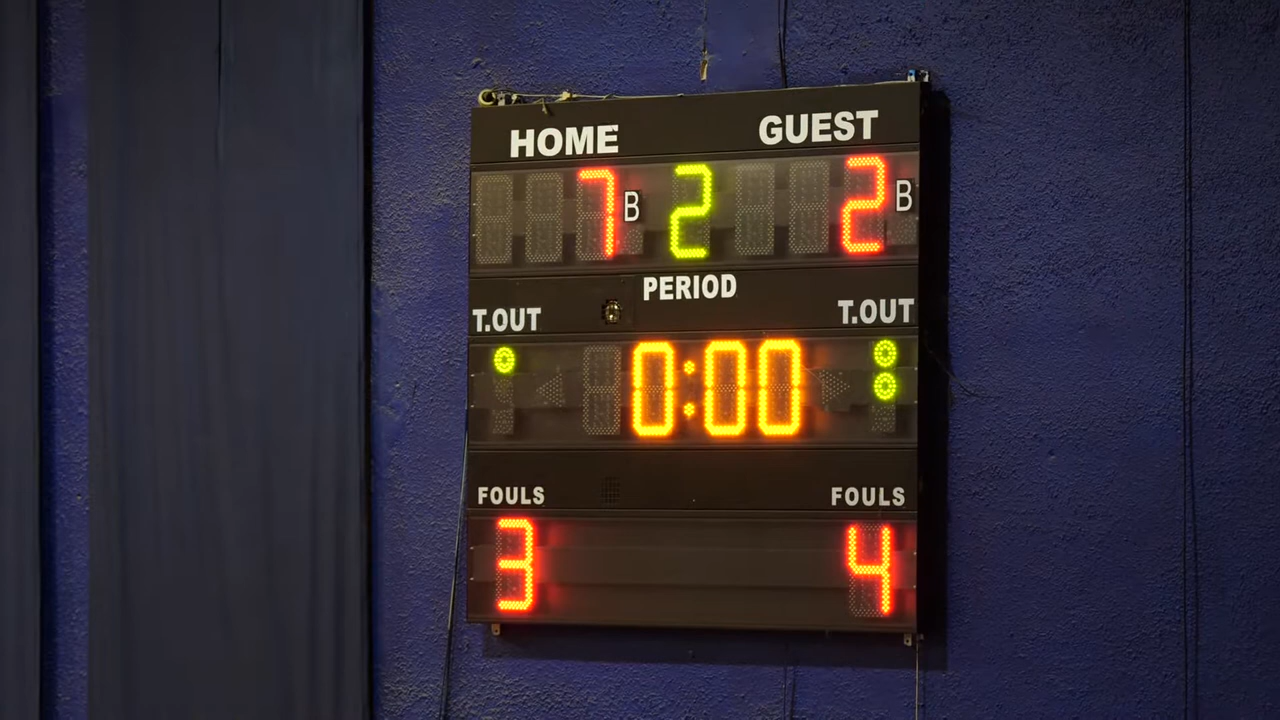 HOME GUEST
7 B 2 2 B
PERIOD
T.OUT T.OUT
0:00
FOULS FOULS
3 4